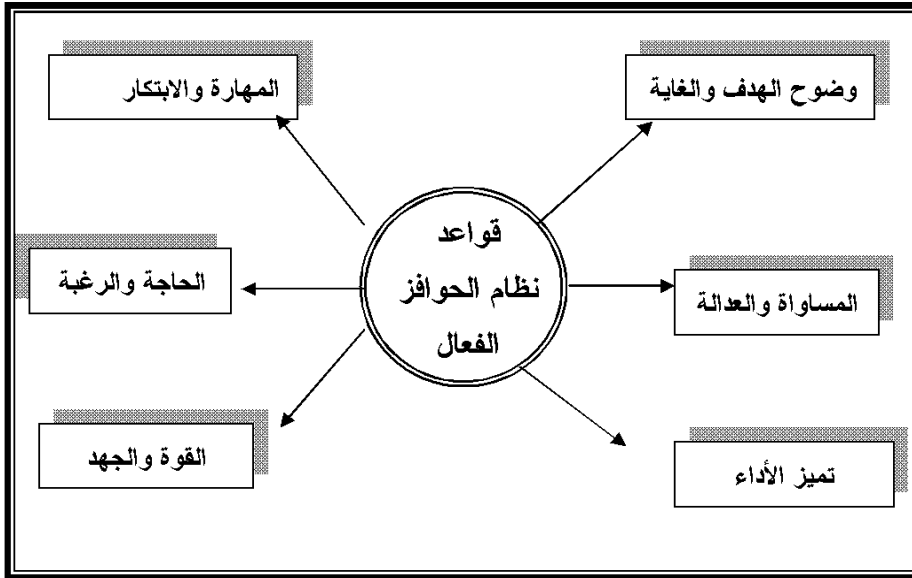 قواعد
نظام الحوافز
الفعال
وضوح الهدف والغاية
المساواة والعدالة
تميز الأداء
المهارة والابتكار
الحاجة والرغبة
القوة والجهد